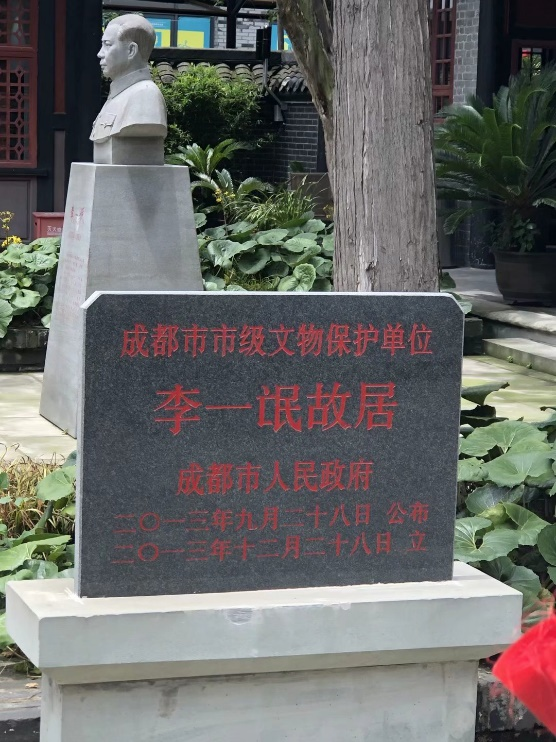 成都市市级文物保护单位
李一氓故居
成都市人民政府
二〇一三年九月二十八日 公布
二〇一三年十二月二十八日 立